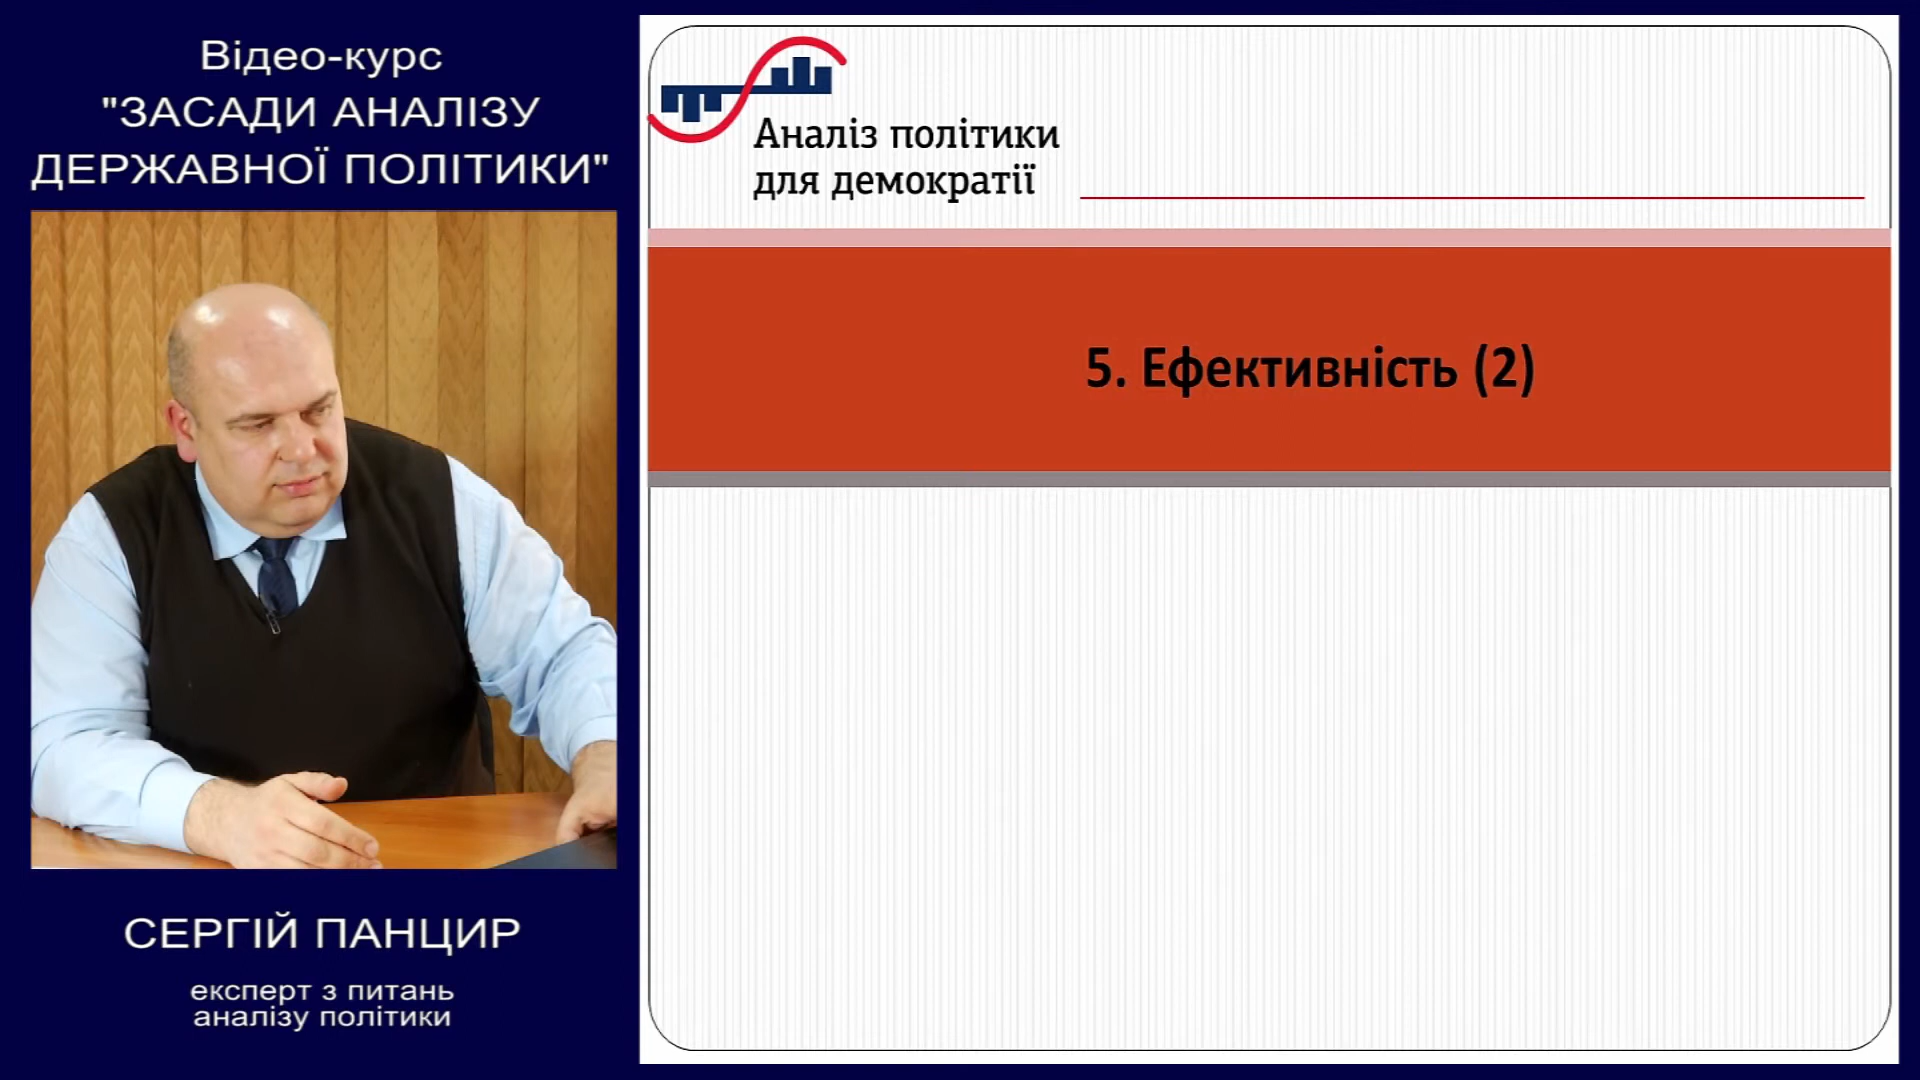 Відео-курс
"ЗАСАДИ АНАЛІЗУ
ДЕРЖАВНОЇ ПОЛІТИКИ"
СЕРГІЙ ПАНЦИР
експерт з питань
аналізу політики
Аналіз політики
для демократії
5. Ефективність (2)